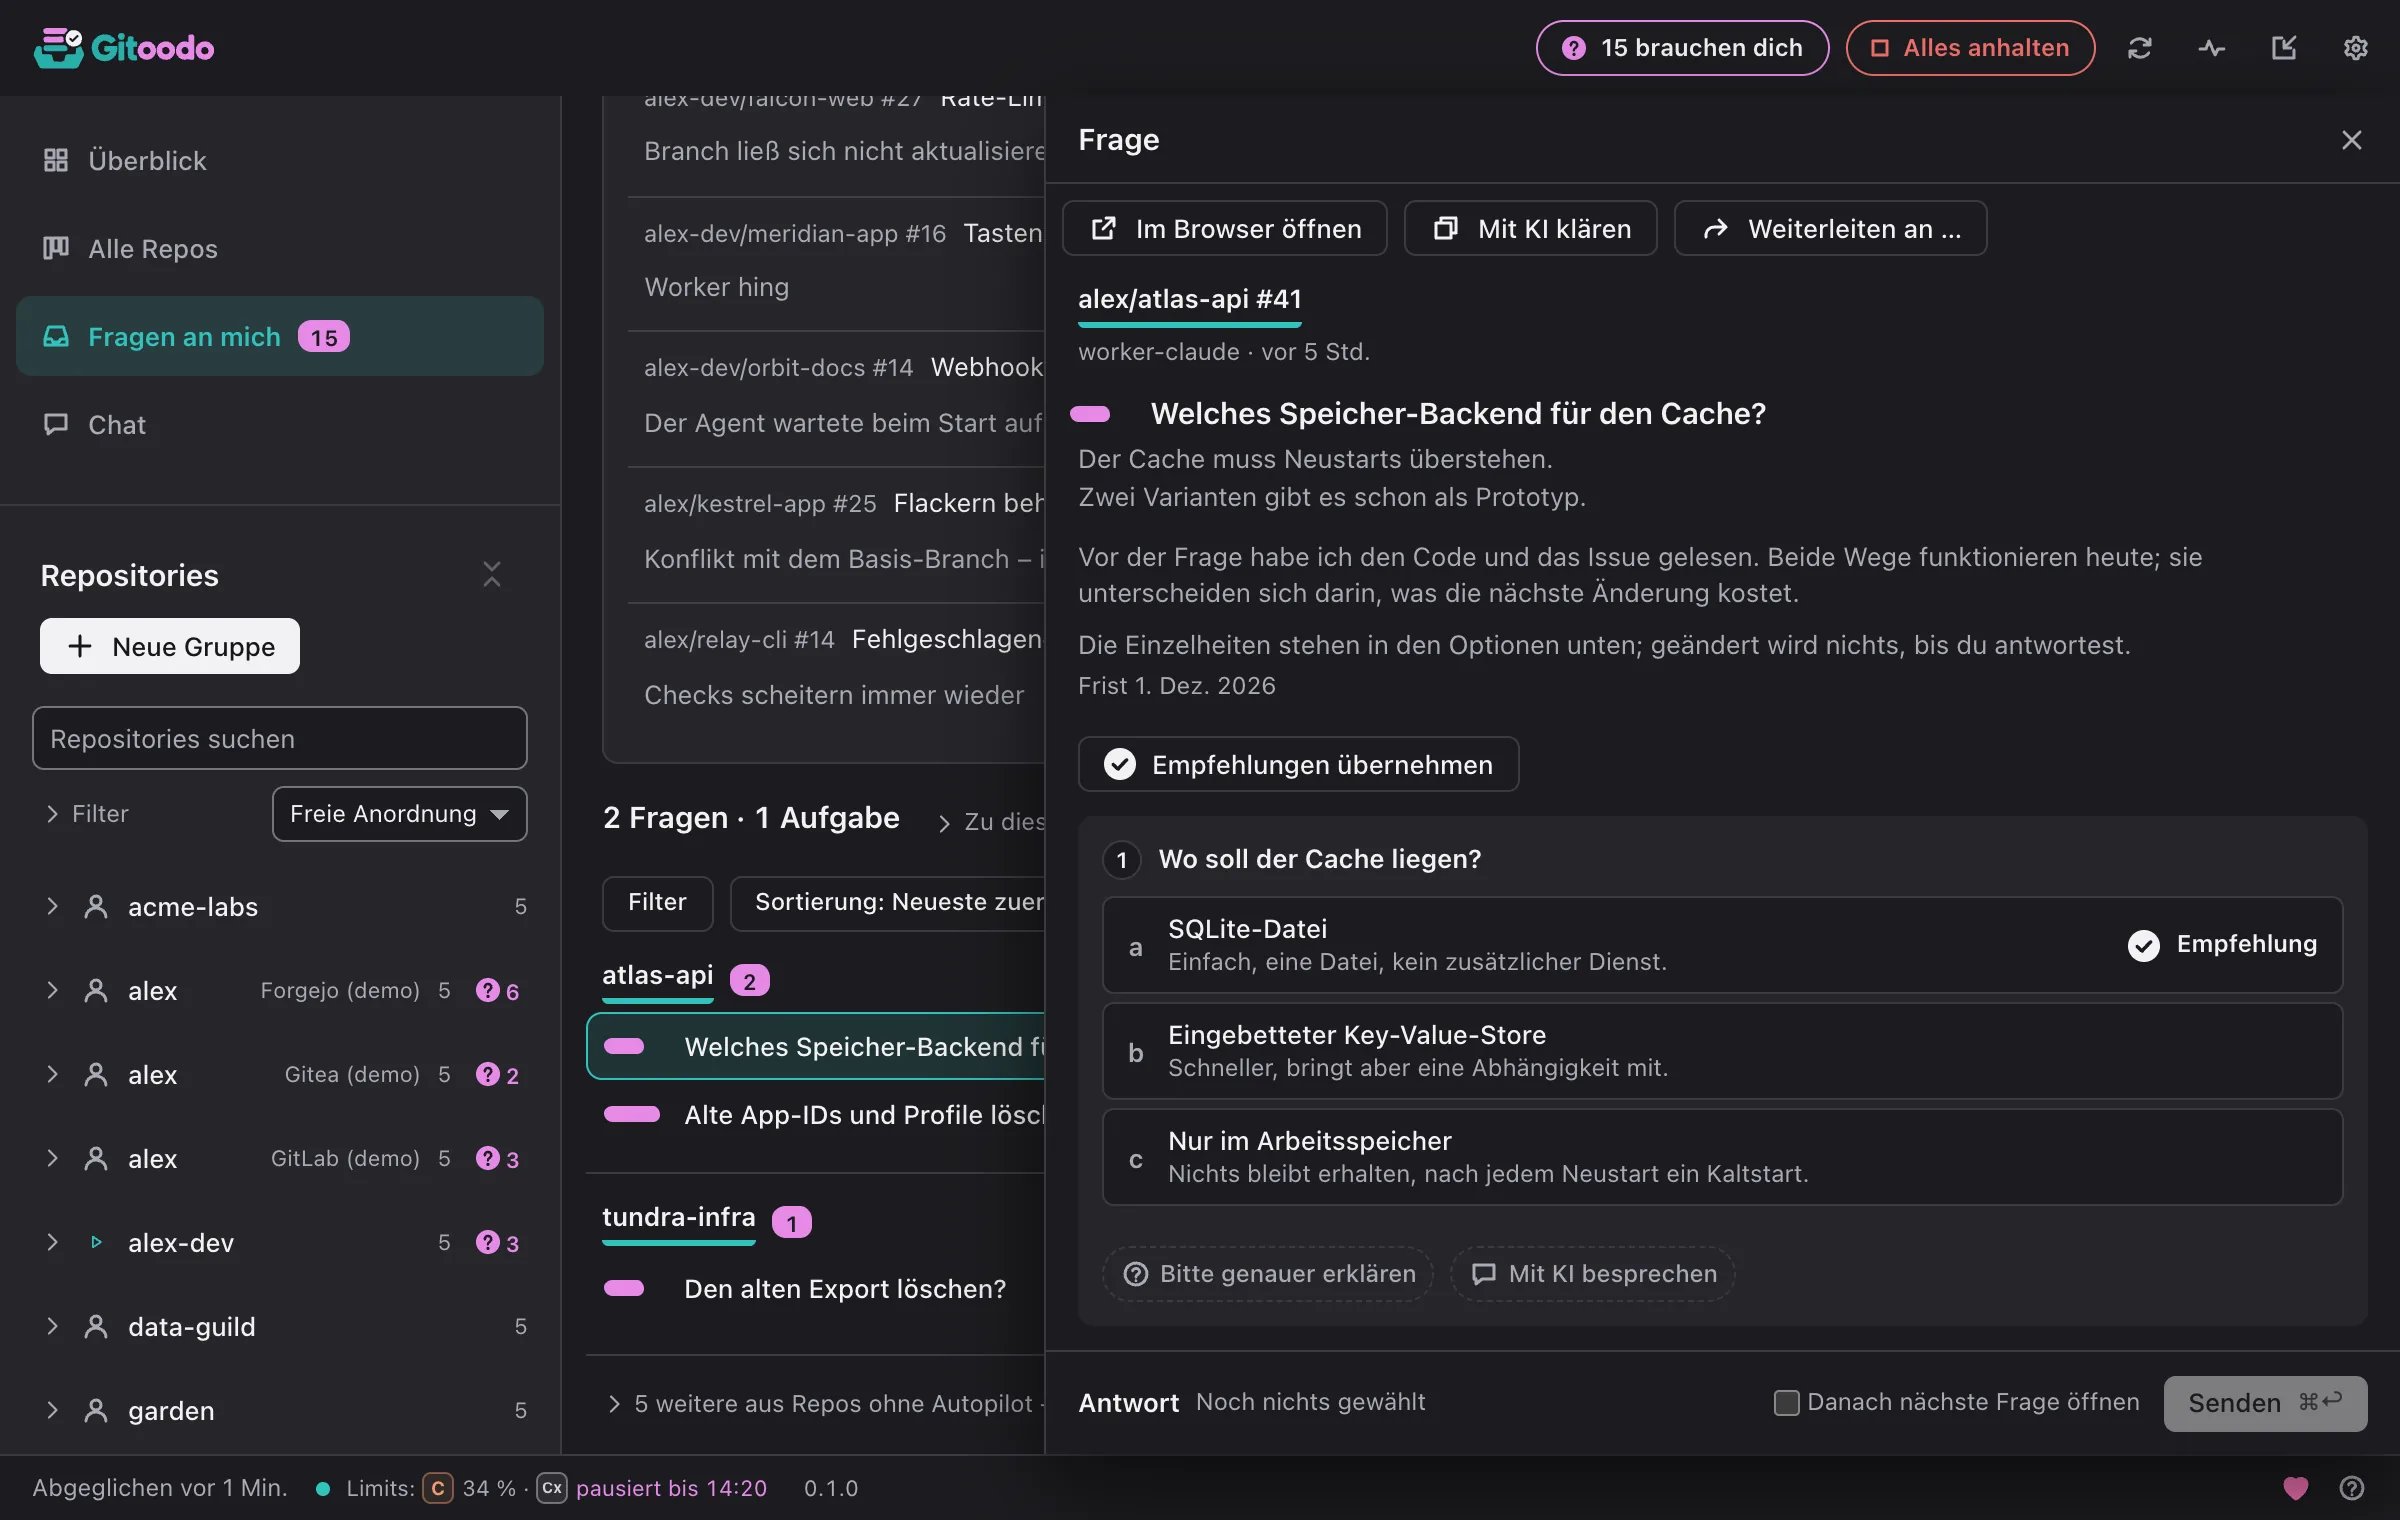 Gitoodo
15 brauchen dich
Alles anhalten
Überblick
Alle Repos
Fragen an mich 15
Chat
Repositories
Neue Gruppe
Repositories suchen
Filter
Freie Anordnung
acme-labs 5
alex Forgejo (demo) 5 ? 6
alex Gitea (demo) 5 ? 2
alex GitLab (demo) 5 ? 3
alex-dev 5 ? 3
data-guild 5
garden 5
alex-dev/falcon-web #27 Rate-Lim
Branch ließ sich nicht aktualisiere
alex-dev/meridian-app #16 Tasten
Worker hing
alex-dev/orbit-docs #14 Webhook
Der Agent wartete beim Start auf
alex/kestrel-app #25 Flackern beh
Konflikt mit dem Basis-Branch – i
alex/relay-cli #14 Fehlgeschlagen
Checks scheitern immer wieder
2 Fragen · 1 Aufgabe
Zu dies
Filter
Sortierung: Neueste zuer
atlas-api 2
Welches Speicher-Backend fü
Alte App-IDs und Profile lösch
tundra-infra 1
Den alten Export löschen?
5 weitere aus Repos ohne Autopilot -
Frage
Im Browser öffnen
Mit KI klären
Weiterleiten an ...
alex/atlas-api #41
worker-claude · vor 5 Std.
Welches Speicher-Backend für den Cache?
Der Cache muss Neustarts überstehen.
Zwei Varianten gibt es schon als Prototyp.
Vor der Frage habe ich den Code und das Issue gelesen. Beide Wege funktionieren heute; sie
unterscheiden sich darin, was die nächste Änderung kostet.
Die Einzelheiten stehen in den Optionen unten; geändert wird nichts, bis du antwortest.
Frist 1. Dez. 2026
Empfehlungen übernehmen
1 Wo soll der Cache liegen?
a SQLite-Datei
Einfach, eine Datei, kein zusätzlicher Dienst.
Empfehlung
b Eingebetteter Key-Value-Store
Schneller, bringt aber eine Abhängigkeit mit.
c Nur im Arbeitsspeicher
Nichts bleibt erhalten, nach jedem Neustart ein Kaltstart.
Bitte genauer erklären
Mit KI besprechen
Antwort Noch nichts gewählt
Danach nächste Frage öffnen
Senden ⌘↩
Abgeglichen vor 1 Min.
Limits: C 34 % · Cx pausiert bis 14:20
0.1.0